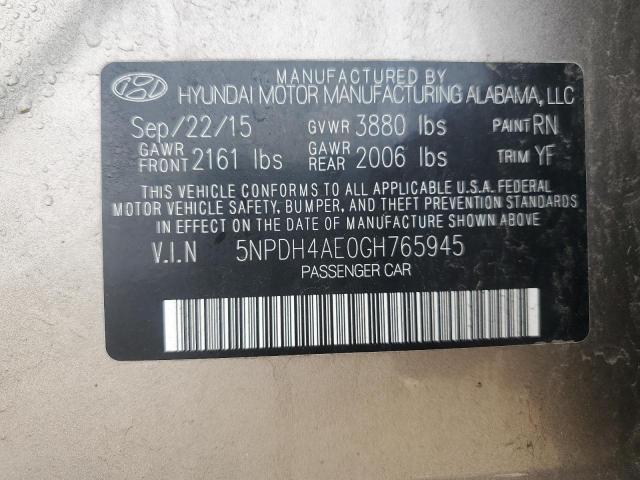 MANUFACTURED BY
HYUNDAI MOTOR MANUFACTURING ALABAMA, LLC
Sep/22/15 GVWR 3880 lbs PAINT RN
GAWR FRONT 2161 lbs GAWR REAR 2006 lbs TRIM YF
THIS VEHICLE CONFORMS TO ALL APPLICABLE U.S.A. FEDERAL
MOTOR VEHICLE SAFETY, BUMPER, AND THEFT PREVENTION STANDARDS
IN EFFECT ON THE DATE OF MANUFACTURE SHOWN ABOVE.
V.I.N 5NPDH4AE0GH765945
PASSENGER CAR